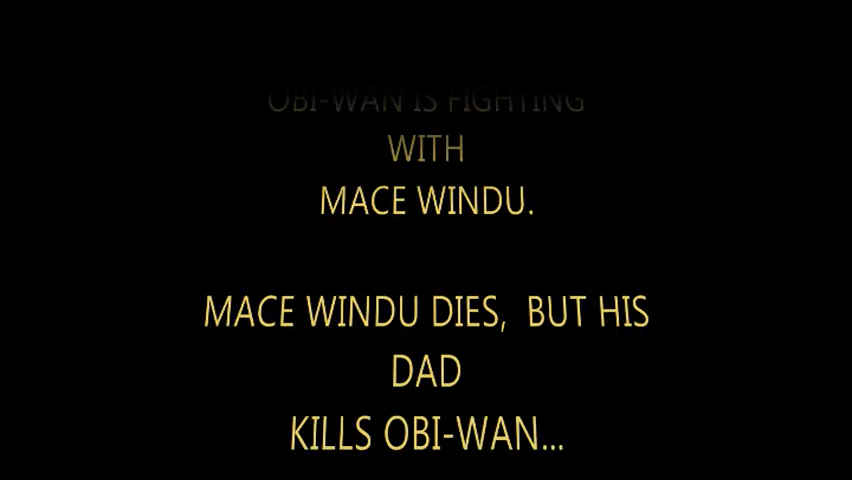 OBI-WAN IS FIGHTING
WITH
MACE WINDU.
MACE WINDU DIES, BUT HIS
DAD
KILLS OBI-WAN...